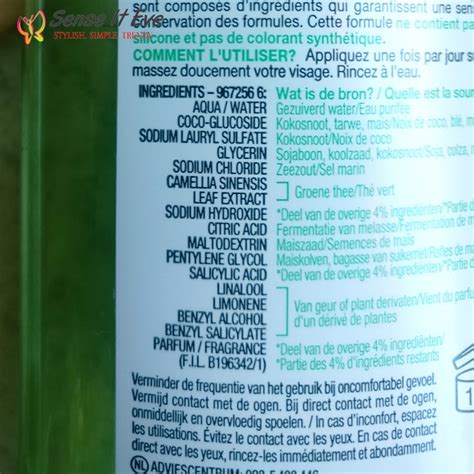 Sense It Eve
STYLISH. SIMPLE. TRENDY
sont composés d'ingrédients qui garantissent une sens
servation des formules. Cette formule ne contient pas
silicone et pas de colorant synthétique.
COMMENT L'UTILISER? Appliquez une fois par jour su
massez doucement votre visage. Rincez à l'eau.
INGREDIENTS – 967256 6: Wat is de bron?/ Quelle est la sour
AQUA / WATER Gezuiverd water/Eau purifiée
COCO-GLUCOSIDE Kokosnoot, tarwe, mais/Noix de coco, blé, m
SODIUM LAURYL SULFATE Kokosnoot/Noix de coco
GLYCERIN Sojaboon, koolzaad, kokosnoot/Soja, colza,
SODIUM CHLORIDE Zeezout/Sel marin
CAMELLIA SINENSIS
LEAF EXTRACT Groene thee/Thé vert
SODIUM HYDROXIDE *Deel van de overige 4% ingrediënten/*Partie d
CITRIC ACID Fermentatie van melasse/Fermentation de m
MALTODEXTRIN Maiszaad/Semences de maïs
PENTYLENE GLYCOL Maiskolven, bagasse van suikerriet/Rafles de m
SALICYLIC ACID *Deel van de overige 4% ingrediënten/*Partie de
LINALOOL
LIMONENE
BENZYL ALCOHOL
BENZYL SALICYLATE
Van geur of plant derivaten/Vient du parfum
d'un dérivé de plantes
PARFUM / FRAGRANCE *Deel van de overige 4% ingrediënten/
(F.I.L. B196342/1) *Partie des 4% d'ingrédients restants
Verminder de frequentie van het gebruik bij oncomfortabel gevoel.
Vermijd contact met de ogen. Bij direct contact met de ogen,
onmiddellijk en overvloedig spoelen. / In cas d'inconfort, espacez
les utilisations. Évitez le contact avec les yeux. En cas de contact
direct avec les yeux, rincez-les immédiatement et abondamment.
NL ADVIESCENTRUM:
1